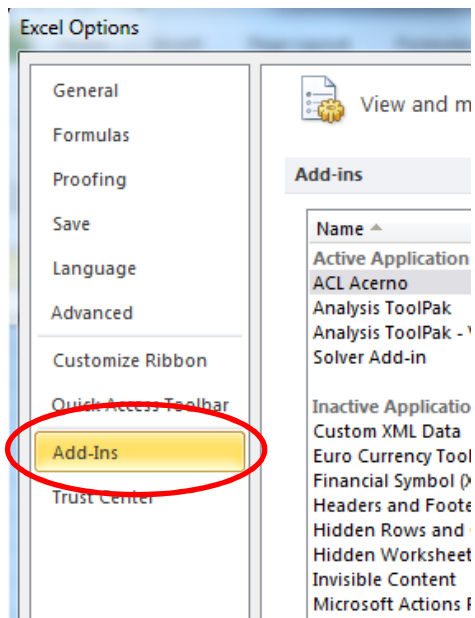 Excel Options
General
Formulas
Proofing
Save
Language
Advanced
Customize Ribbon
Quick Access Toolbar
Add-Ins
Trust Center
View and m
Add-ins
Name
Active Application
ACL Acerno
Analysis ToolPak
Analysis ToolPak - V
Solver Add-in
Inactive Applicatio
Custom XML Data
Euro Currency Tool
Financial Symbol (X
Headers and Foote
Hidden Rows and
Hidden Worksheet
Invisible Content
Microsoft Actions P